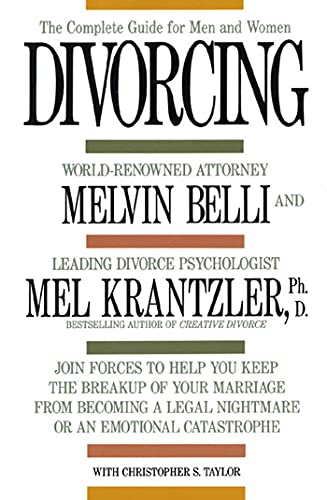 The Complete Guide for Men and Women
DIVORCING
WORLD-RENOWNED ATTORNEY
MELVIN BELLI AND
LEADING DIVORCE PSYCHOLOGIST
MEL KRANTZLER, Ph. D.
BESTSELLING AUTHOR OF CREATIVE DIVORCE
JOIN FORCES TO HELP YOU KEEP
THE BREAKUP OF YOUR MARRIAGE
FROM BECOMING A LEGAL NIGHTMARE
OR AN EMOTIONAL CATASTROPHE
WITH CHRISTOPHER S. TAYLOR